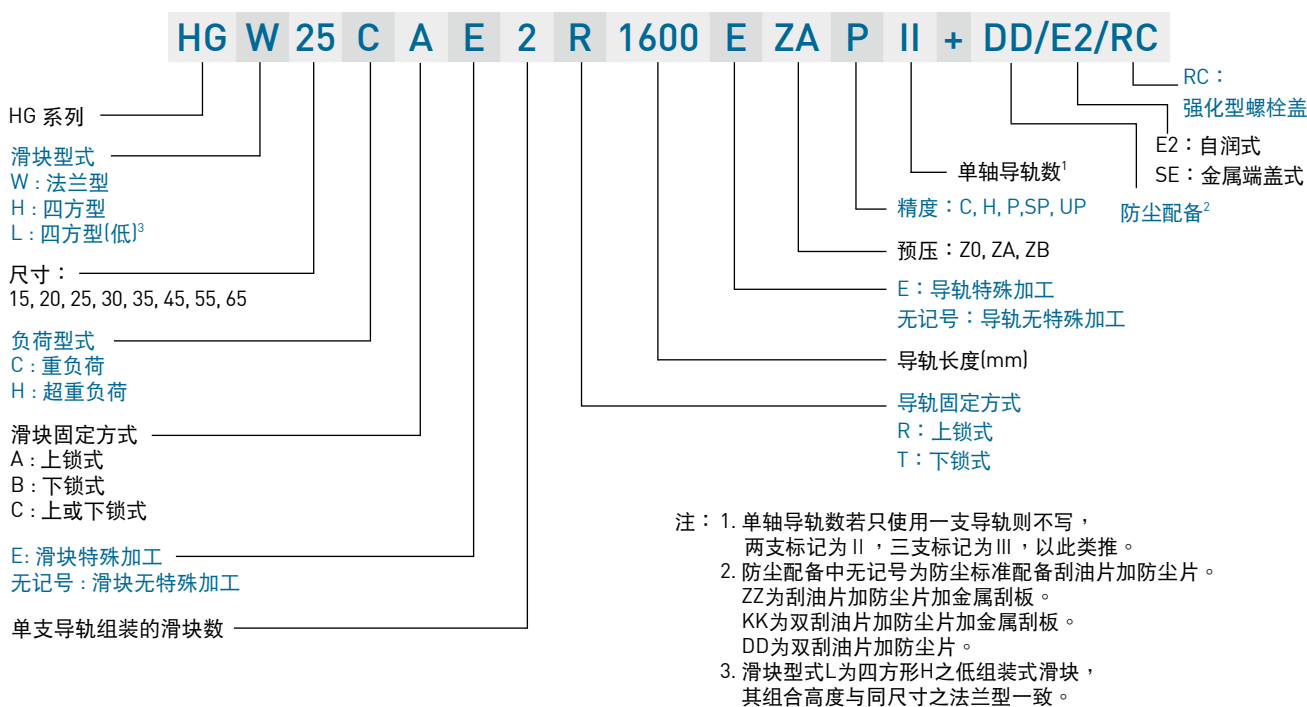 HG W 25 C A E 2 R 1600 E ZA P II + DD/E2/RC
HG 系列
滑块型式
W : 法兰型
H : 四方型
L : 四方型(低)³
尺寸：
15, 20, 25, 30, 35, 45, 55, 65
负荷型式
C : 重负荷
H : 超重负荷
滑块固定方式
A : 上锁式
B : 下锁式
C : 上或下锁式
E: 滑块特殊加工
无记号 : 滑块无特殊加工
单支导轨组装的滑块数
RC：
强化型螺栓盖
E2：自润式
SE：金属端盖式
防尘配备²
单轴导轨数¹
精度：C, H, P,SP, UP
预压：Z0, ZA, ZB
E：导轨特殊加工
无记号：导轨无特殊加工
导轨长度(mm)
导轨固定方式
R：上锁式
T：下锁式
注：1. 单轴导轨数若只使用一支导轨则不写，
两支标记为Ⅱ，三支标记为Ⅲ，以此类推。
2. 防尘配备中无记号为防尘标准配备刮油片加防尘片。
ZZ为刮油片加防尘片加金属刮板。
KK为双刮油片加防尘片加金属刮板。
DD为双刮油片加防尘片。
3. 滑块型式L为四方形H之低组装式滑块，
其组合高度与同尺寸之法兰型一致。